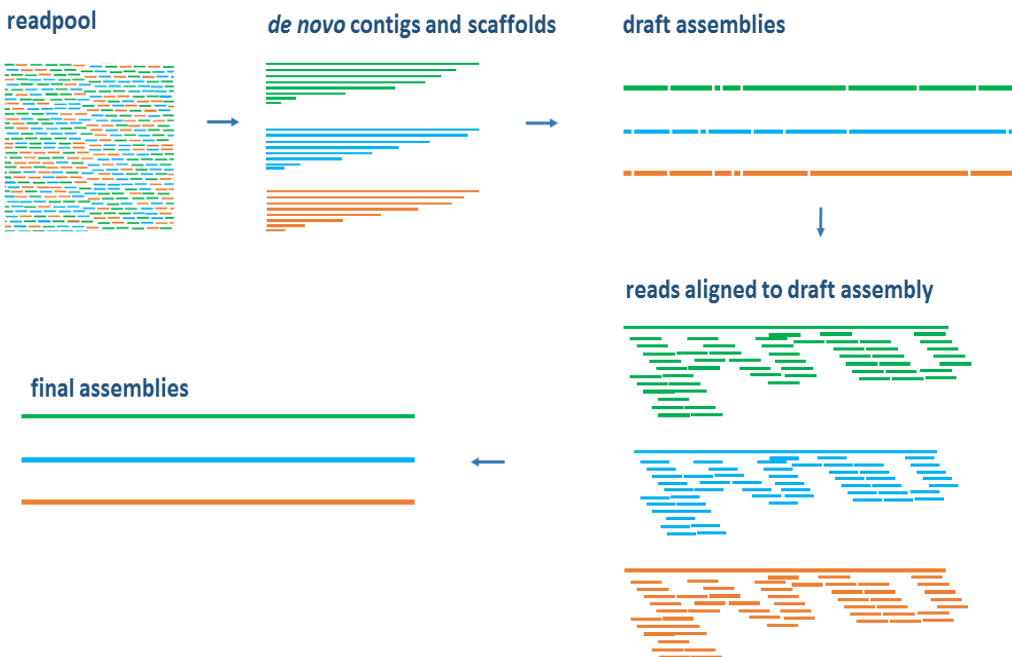 readpool
de novo contigs and scaffolds
draft assemblies
reads aligned to draft assembly
final assemblies